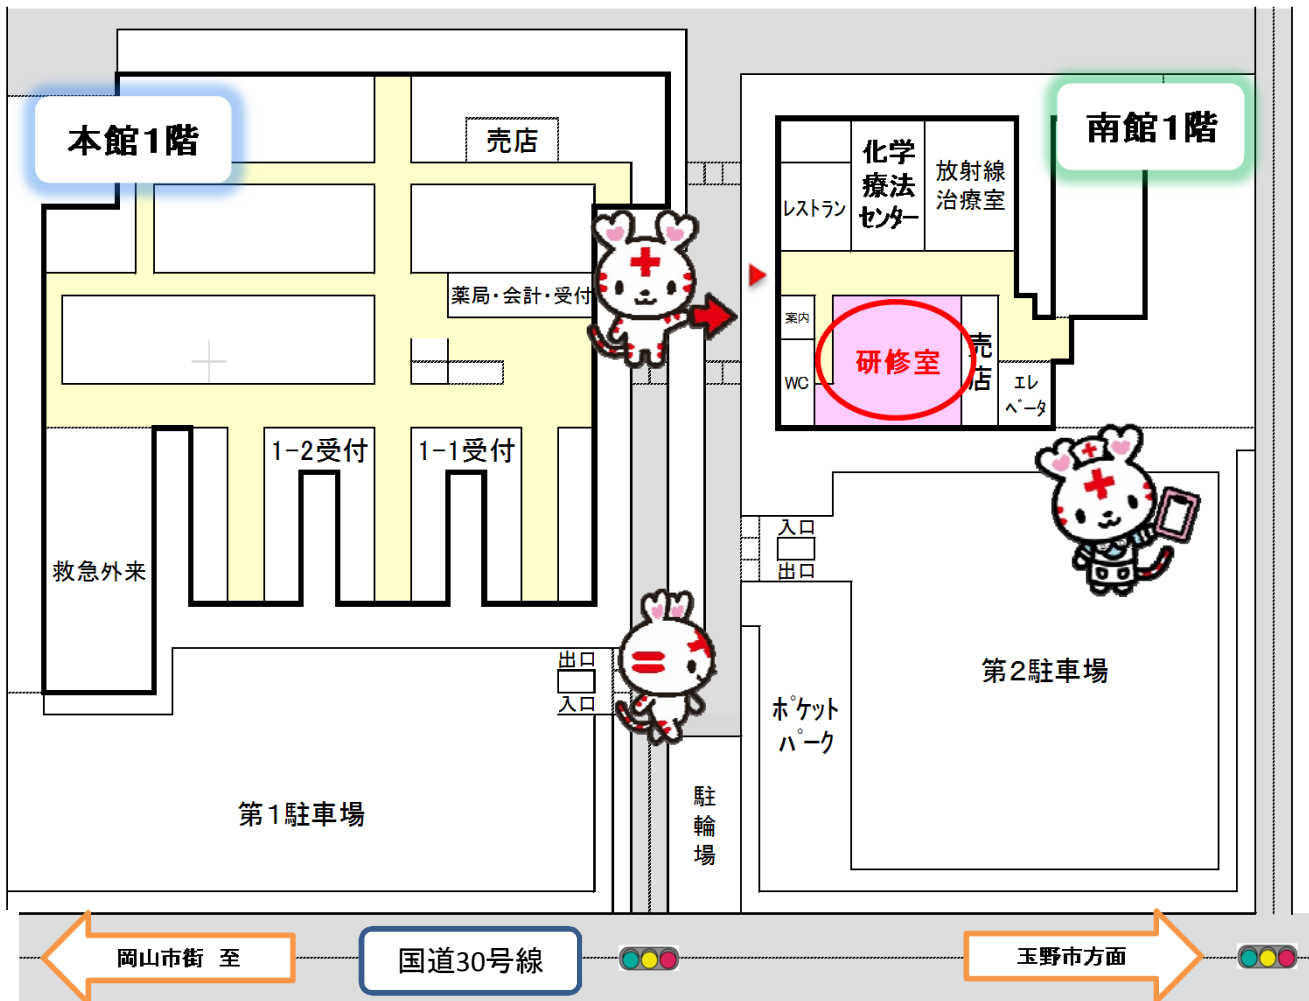 本館1階
売店
薬局・会計・受付
1-2受付
1-1受付
救急外来
出口
入口
第1駐車場
駐
輪
場
南館1階
レストラン
化学
療法
センター
放射線
治療室
案内
WC
研修室
売
店
エレ
ベータ
入口
出口
ポケット
パーク
第2駐車場
岡山市街 至
国道30号線
玉野市方面